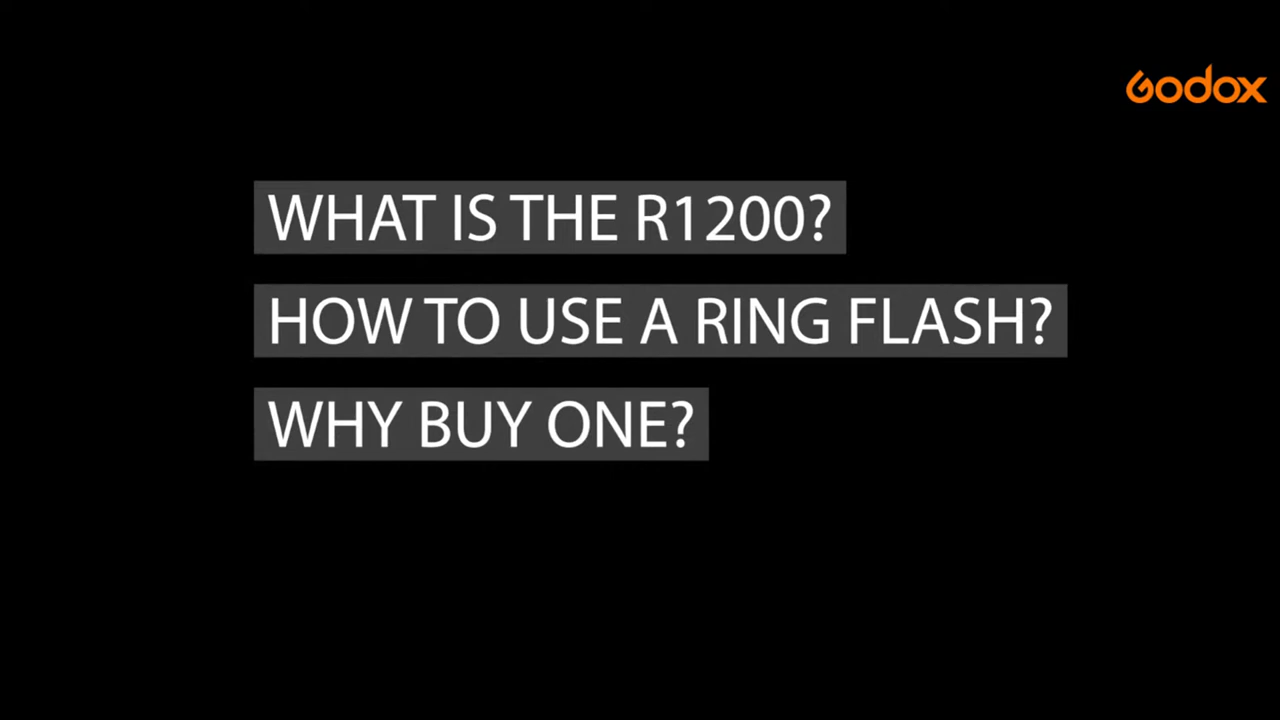 Godox
WHAT IS THE R1200?
HOW TO USE A RING FLASH?
WHY BUY ONE?